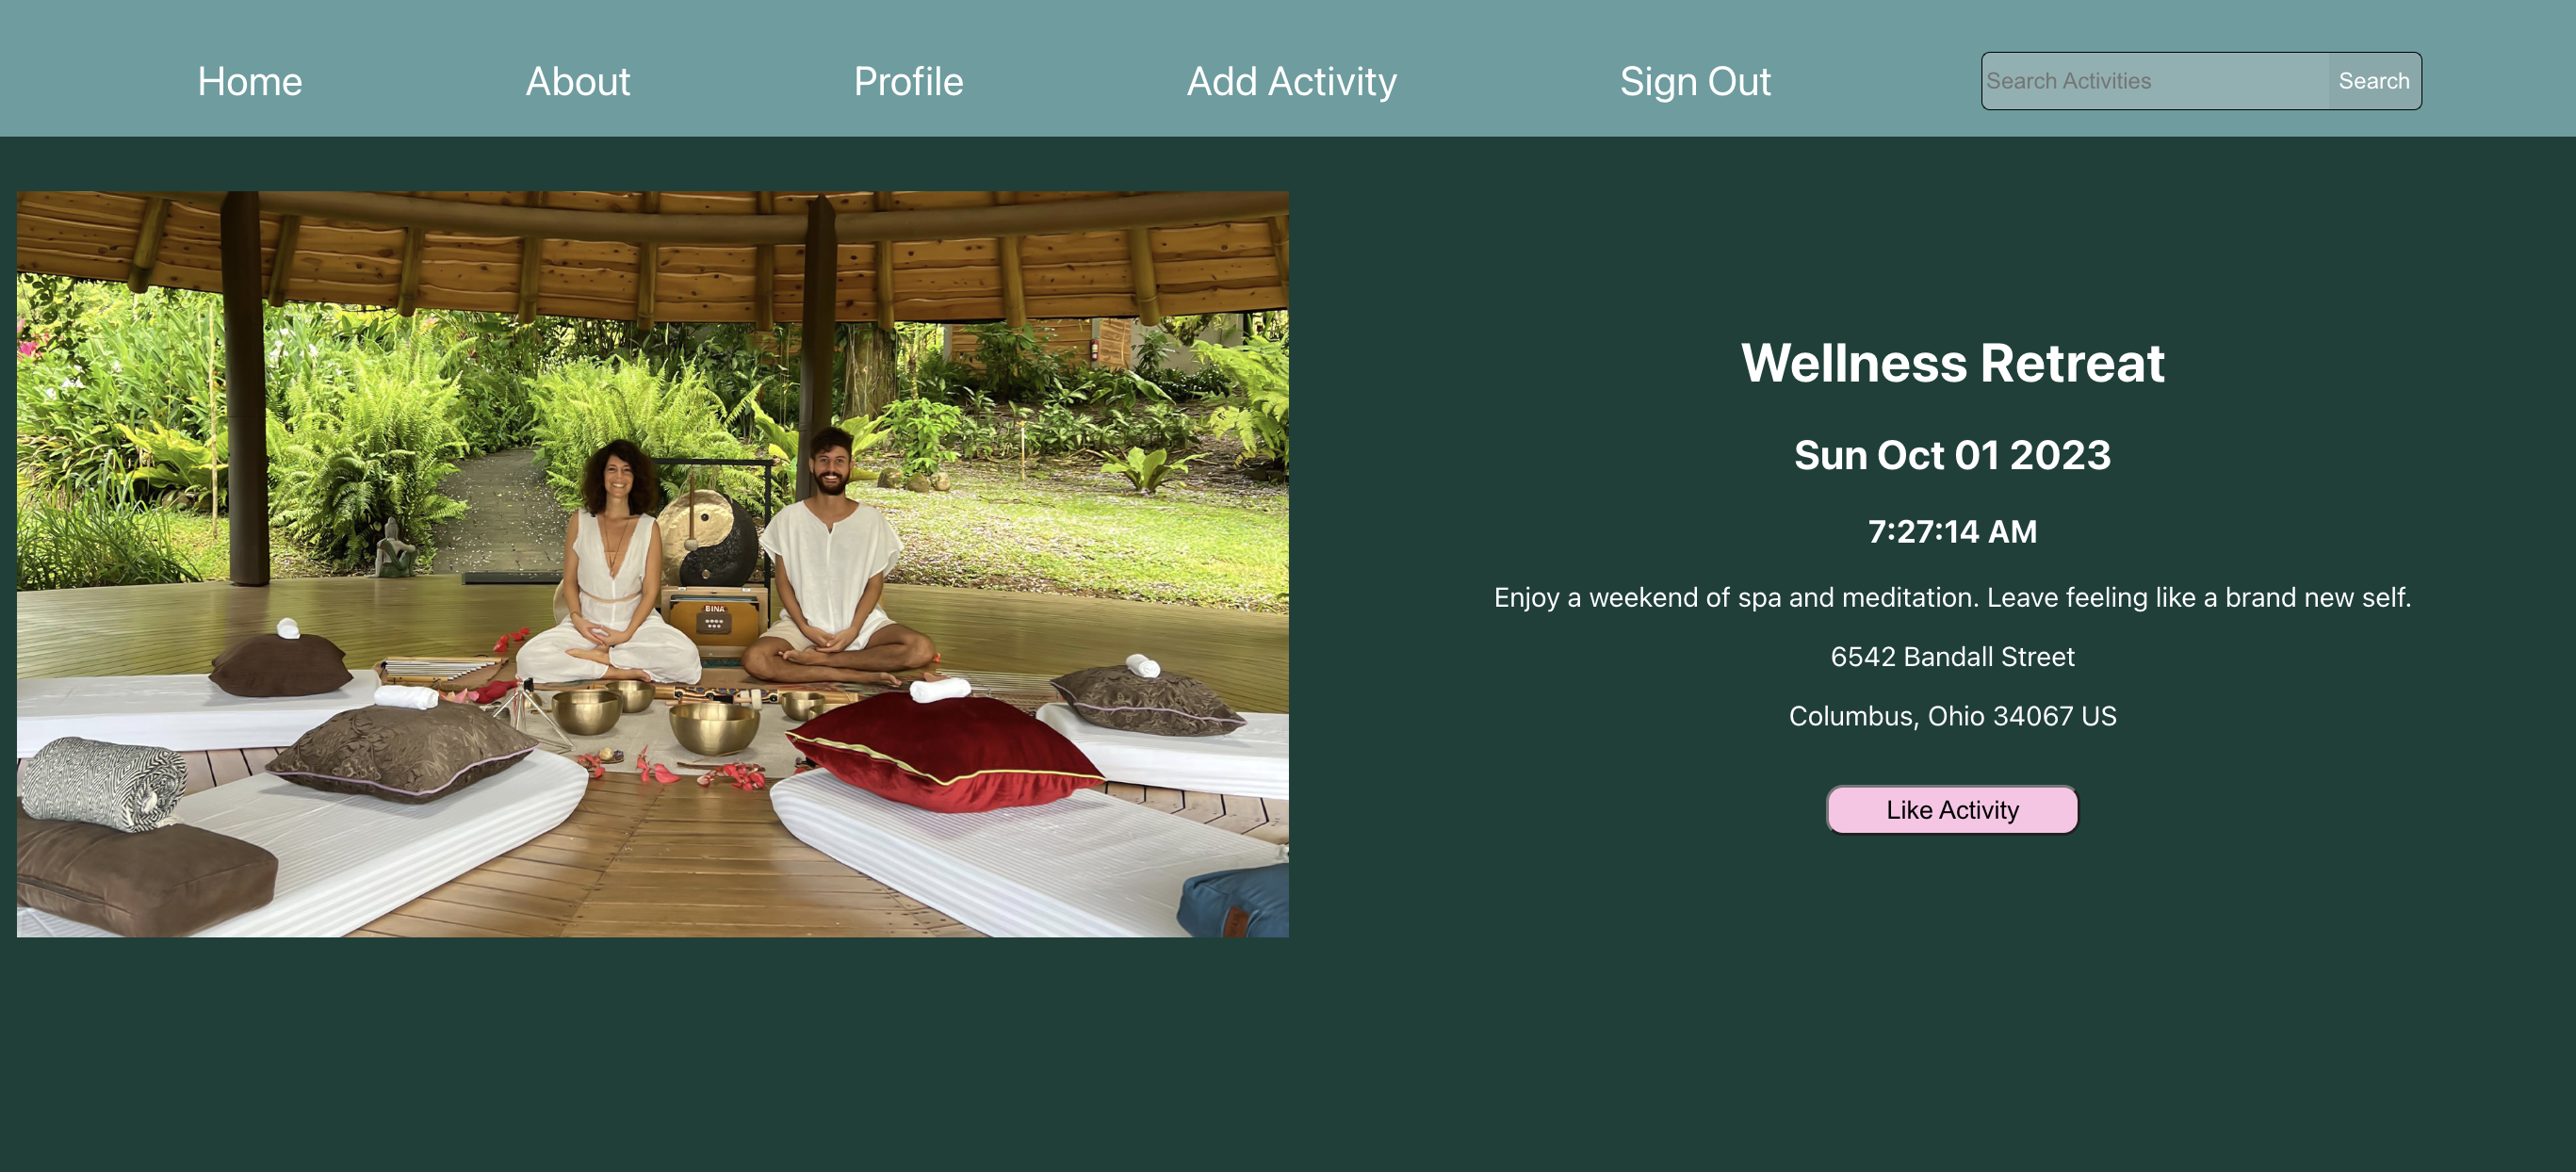 Home
About
Profile
Add Activity
Sign Out
Search Activities
Search
Wellness Retreat
Sun Oct 01 2023
7:27:14 AM
Enjoy a weekend of spa and meditation. Leave feeling like a brand new self.
6542 Bandall Street
Columbus, Ohio 34067 US
Like Activity
BINA